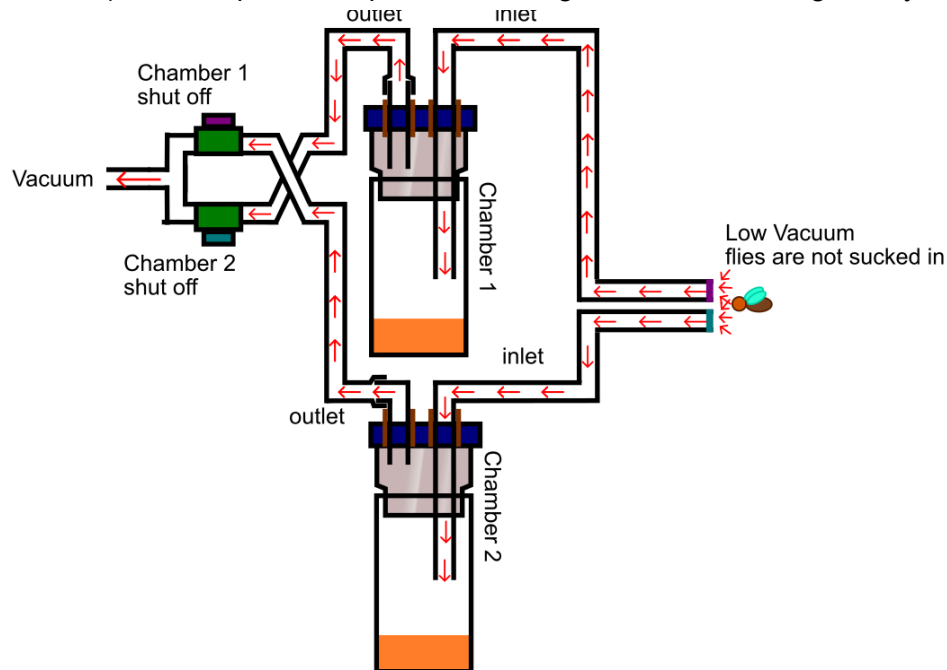 outlet
inlet
Chamber 1
shut off
Vacuum
Chamber 2
shut off
Chamber 1
Low Vacuum
flies are not sucked in
inlet
outlet
Chamber 2